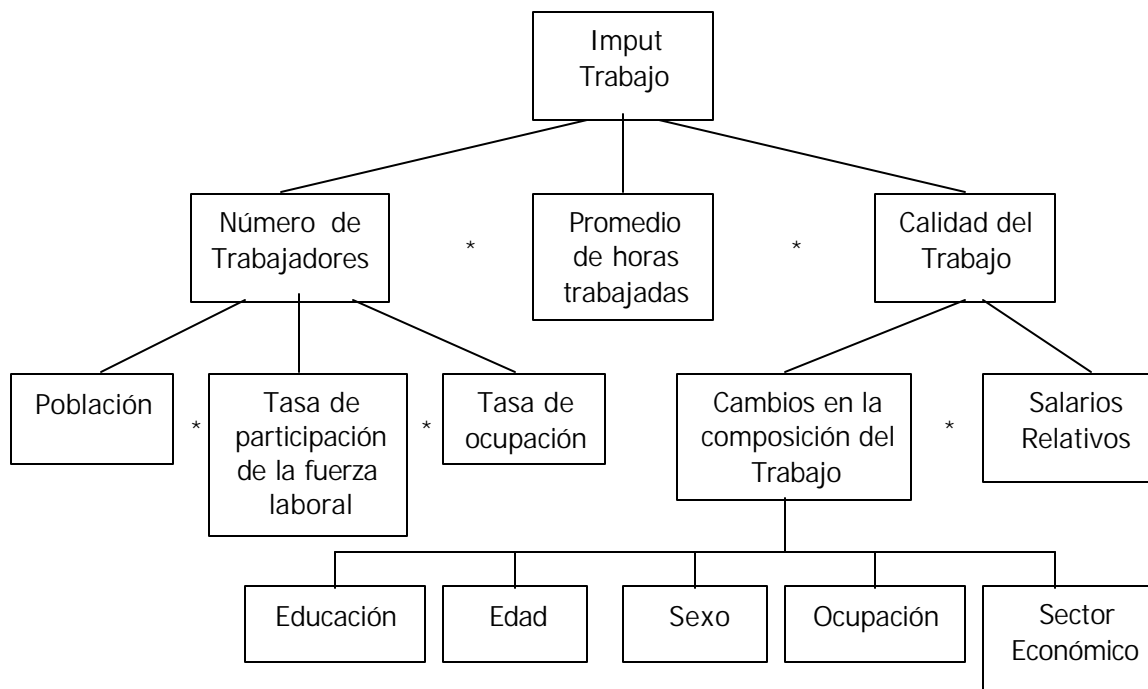 Imput
Trabajo
Número de
Trabajadores
*
Promedio
de horas
trabajadas
*
Calidad del
Trabajo
Población
*
Tasa de
participación
de la fuerza
laboral
*
Tasa de
ocupación
Cambios en la
composición del
Trabajo
*
Salarios
Relativos
Educación
Edad
Sexo
Ocupación
Sector
Económico